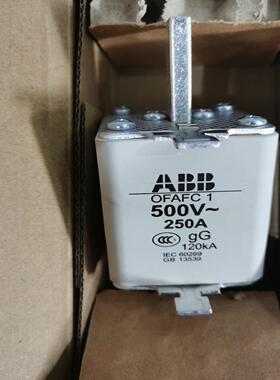 ABB
OFAFC 1
500V~
250A
gG
120kA
IEC 60269
GB 13539